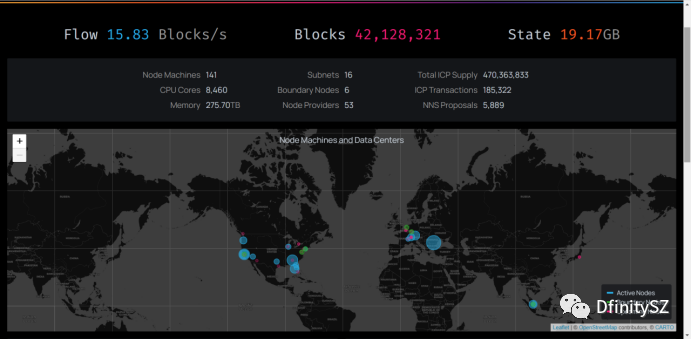 Flow 15.83 Blocks/s
Blocks 42,128,321
State 19.17GB
Node Machines 141
Subnets 16
Total ICP Supply 470,363,833
CPU Cores 8,460
Boundary Nodes 6
ICP Transactions 185,322
Memory 275.70TB
Node Providers 53
NNS Proposals 5,889
+
−
Node Machines and Data Centers
Active Nodes
DfinitySZ
Leaflet | © OpenStreetMap contributors, © CARTO